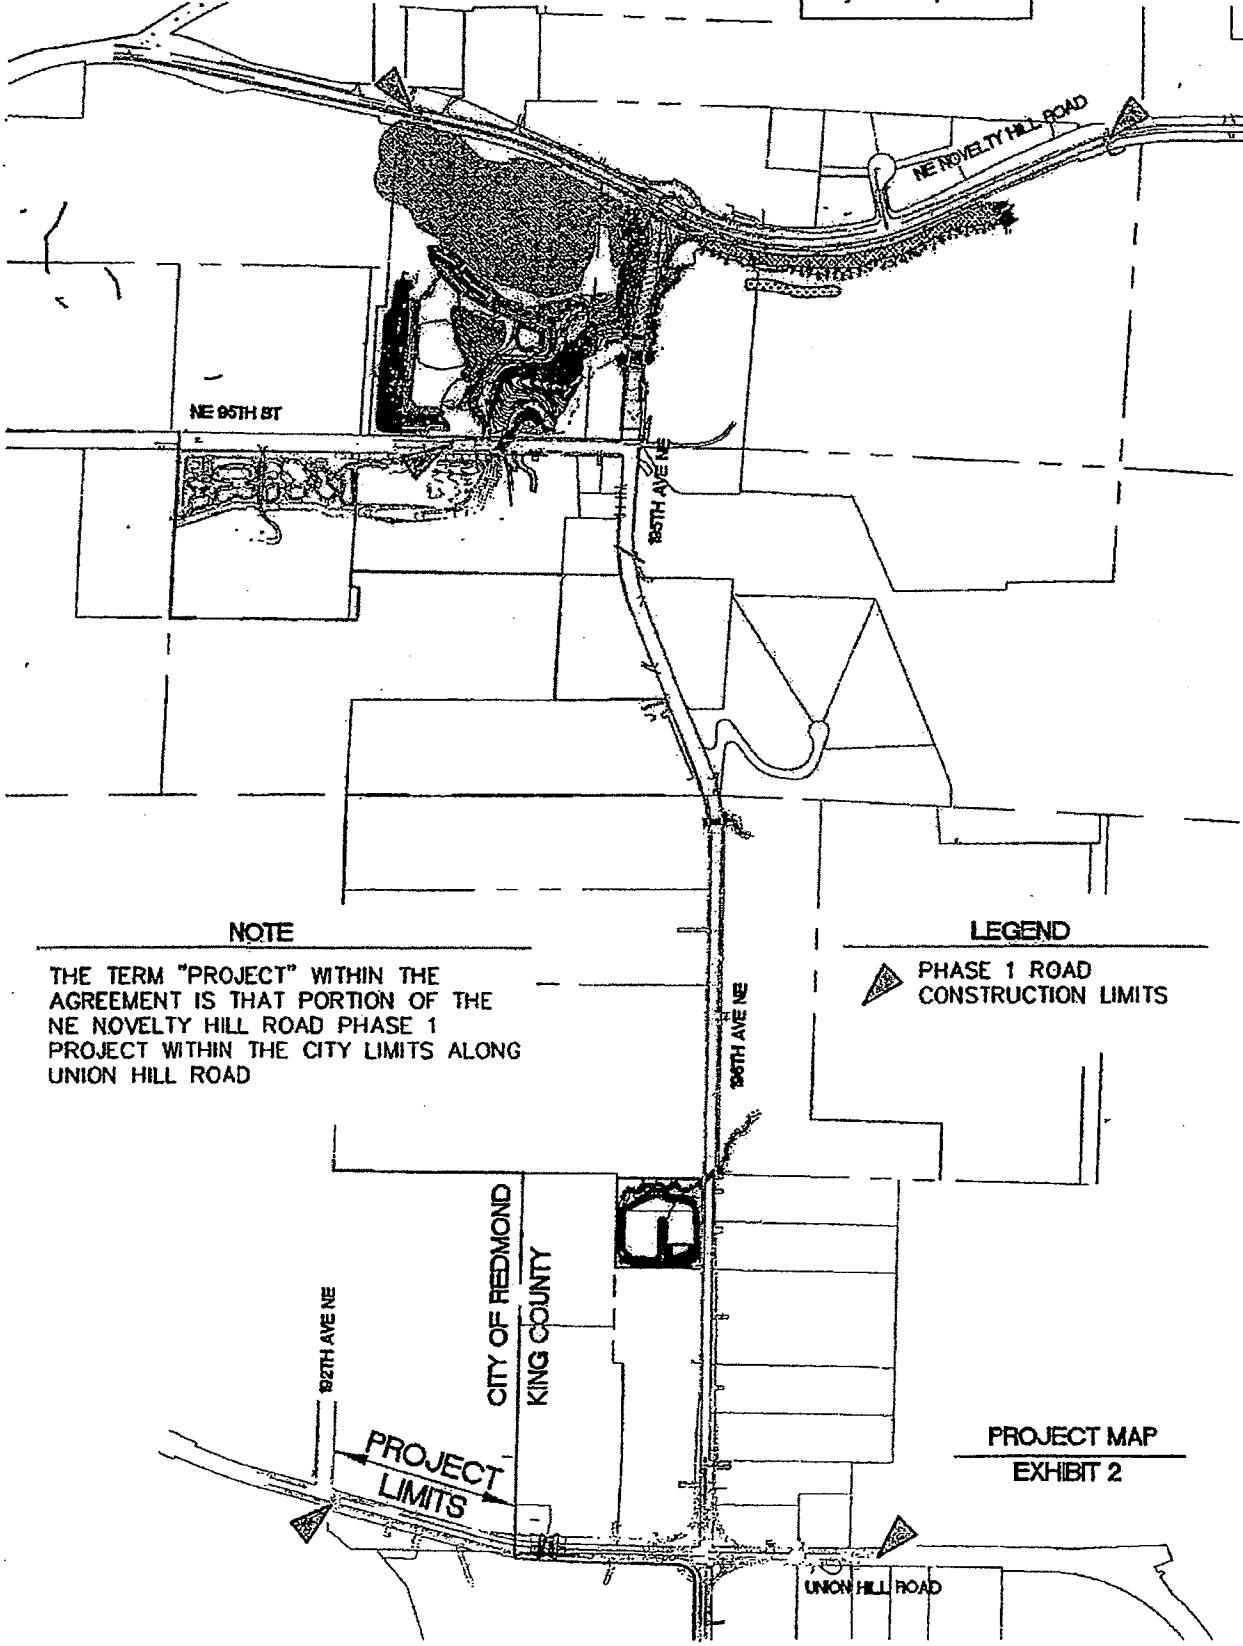 NE NOVELTY HILL ROAD
NE 95TH ST
195TH AVE NE
NOTE
THE TERM "PROJECT" WITHIN THE
AGREEMENT IS THAT PORTION OF THE
NE NOVELTY HILL ROAD PHASE 1
PROJECT WITHIN THE CITY LIMITS ALONG
UNION HILL ROAD
LEGEND
PHASE 1 ROAD
CONSTRUCTION LIMITS
196TH AVE NE
CITY OF REDMOND
KING COUNTY
192TH AVE NE
PROJECT
LIMITS
PROJECT MAP
EXHIBIT 2
UNION HILL ROAD